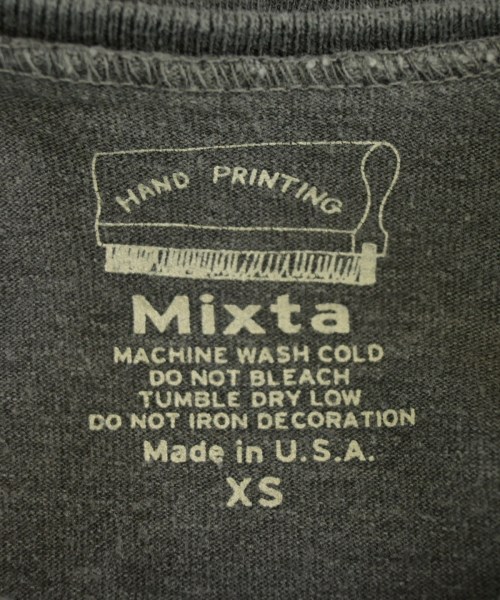 HAND PRINTING
Mixta
MACHINE WASH COLD
DO NOT BLEACH
TUMBLE DRY LOW
DO NOT IRON DECORATION
Made in U.S.A.
XS